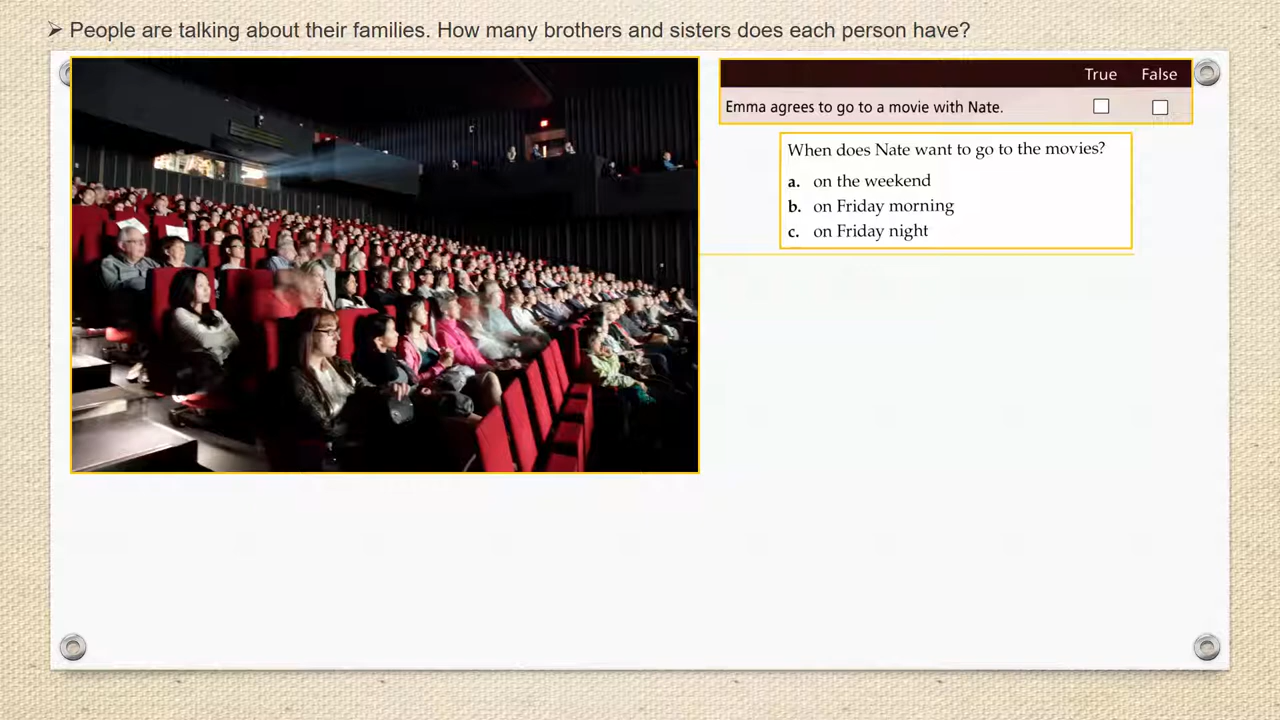 ➢ People are talking about their families. How many brothers and sisters does each person have?
True False
Emma agrees to go to a movie with Nate. ☐ ☐
When does Nate want to go to the movies?
a. on the weekend
b. on Friday morning
c. on Friday night